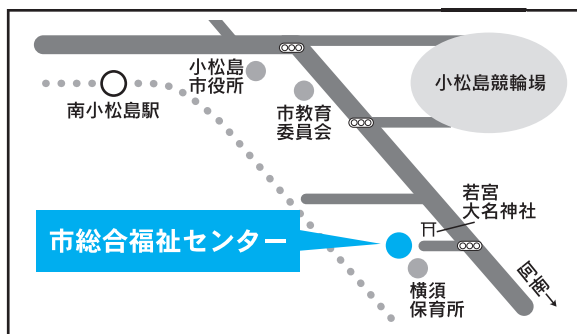 小松島
市役所
南小松島駅
市教育
委員会
小松島競輪場
若宮
大名神社
市総合福祉センター
横須
保育所
阿南